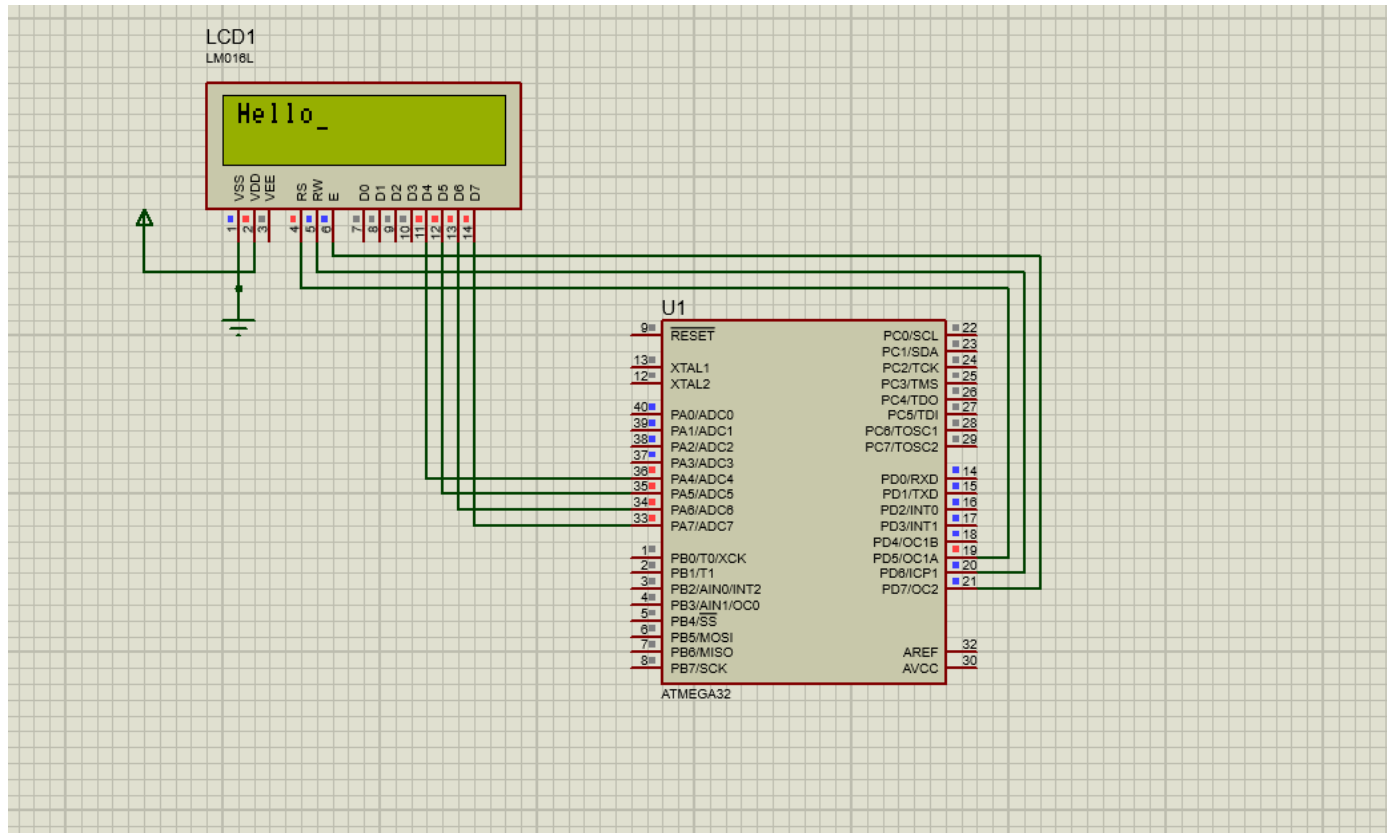 LCD1
LM016L
Hello_
VSS
VDD
VEE
RS
RW
E
D0
D1
D2
D3
D4
D5
D6
D7
1
2
3
4
5
6
7
8
9
10
11
12
13
14
U1
9 RESET
13 XTAL1
12 XTAL2
40 PA0/ADC0
39 PA1/ADC1
38 PA2/ADC2
37 PA3/ADC3
36 PA4/ADC4
35 PA5/ADC5
34 PA6/ADC6
33 PA7/ADC7
1 PB0/T0/XCK
2 PB1/T1
3 PB2/AIN0/INT2
4 PB3/AIN1/OC0
5 PB4/SS
6 PB5/MOSI
7 PB6/MISO
8 PB7/SCK
PC0/SCL 22
PC1/SDA 23
PC2/TCK 24
PC3/TMS 25
PC4/TDO 26
PC5/TDI 27
PC6/TOSC1 28
PC7/TOSC2 29
PD0/RXD 14
PD1/TXD 15
PD2/INT0 16
PD3/INT1 17
PD4/OC1B 18
PD5/OC1A 19
PD6/ICP1 20
PD7/OC2 21
AREF 32
AVCC 30
ATMEGA32